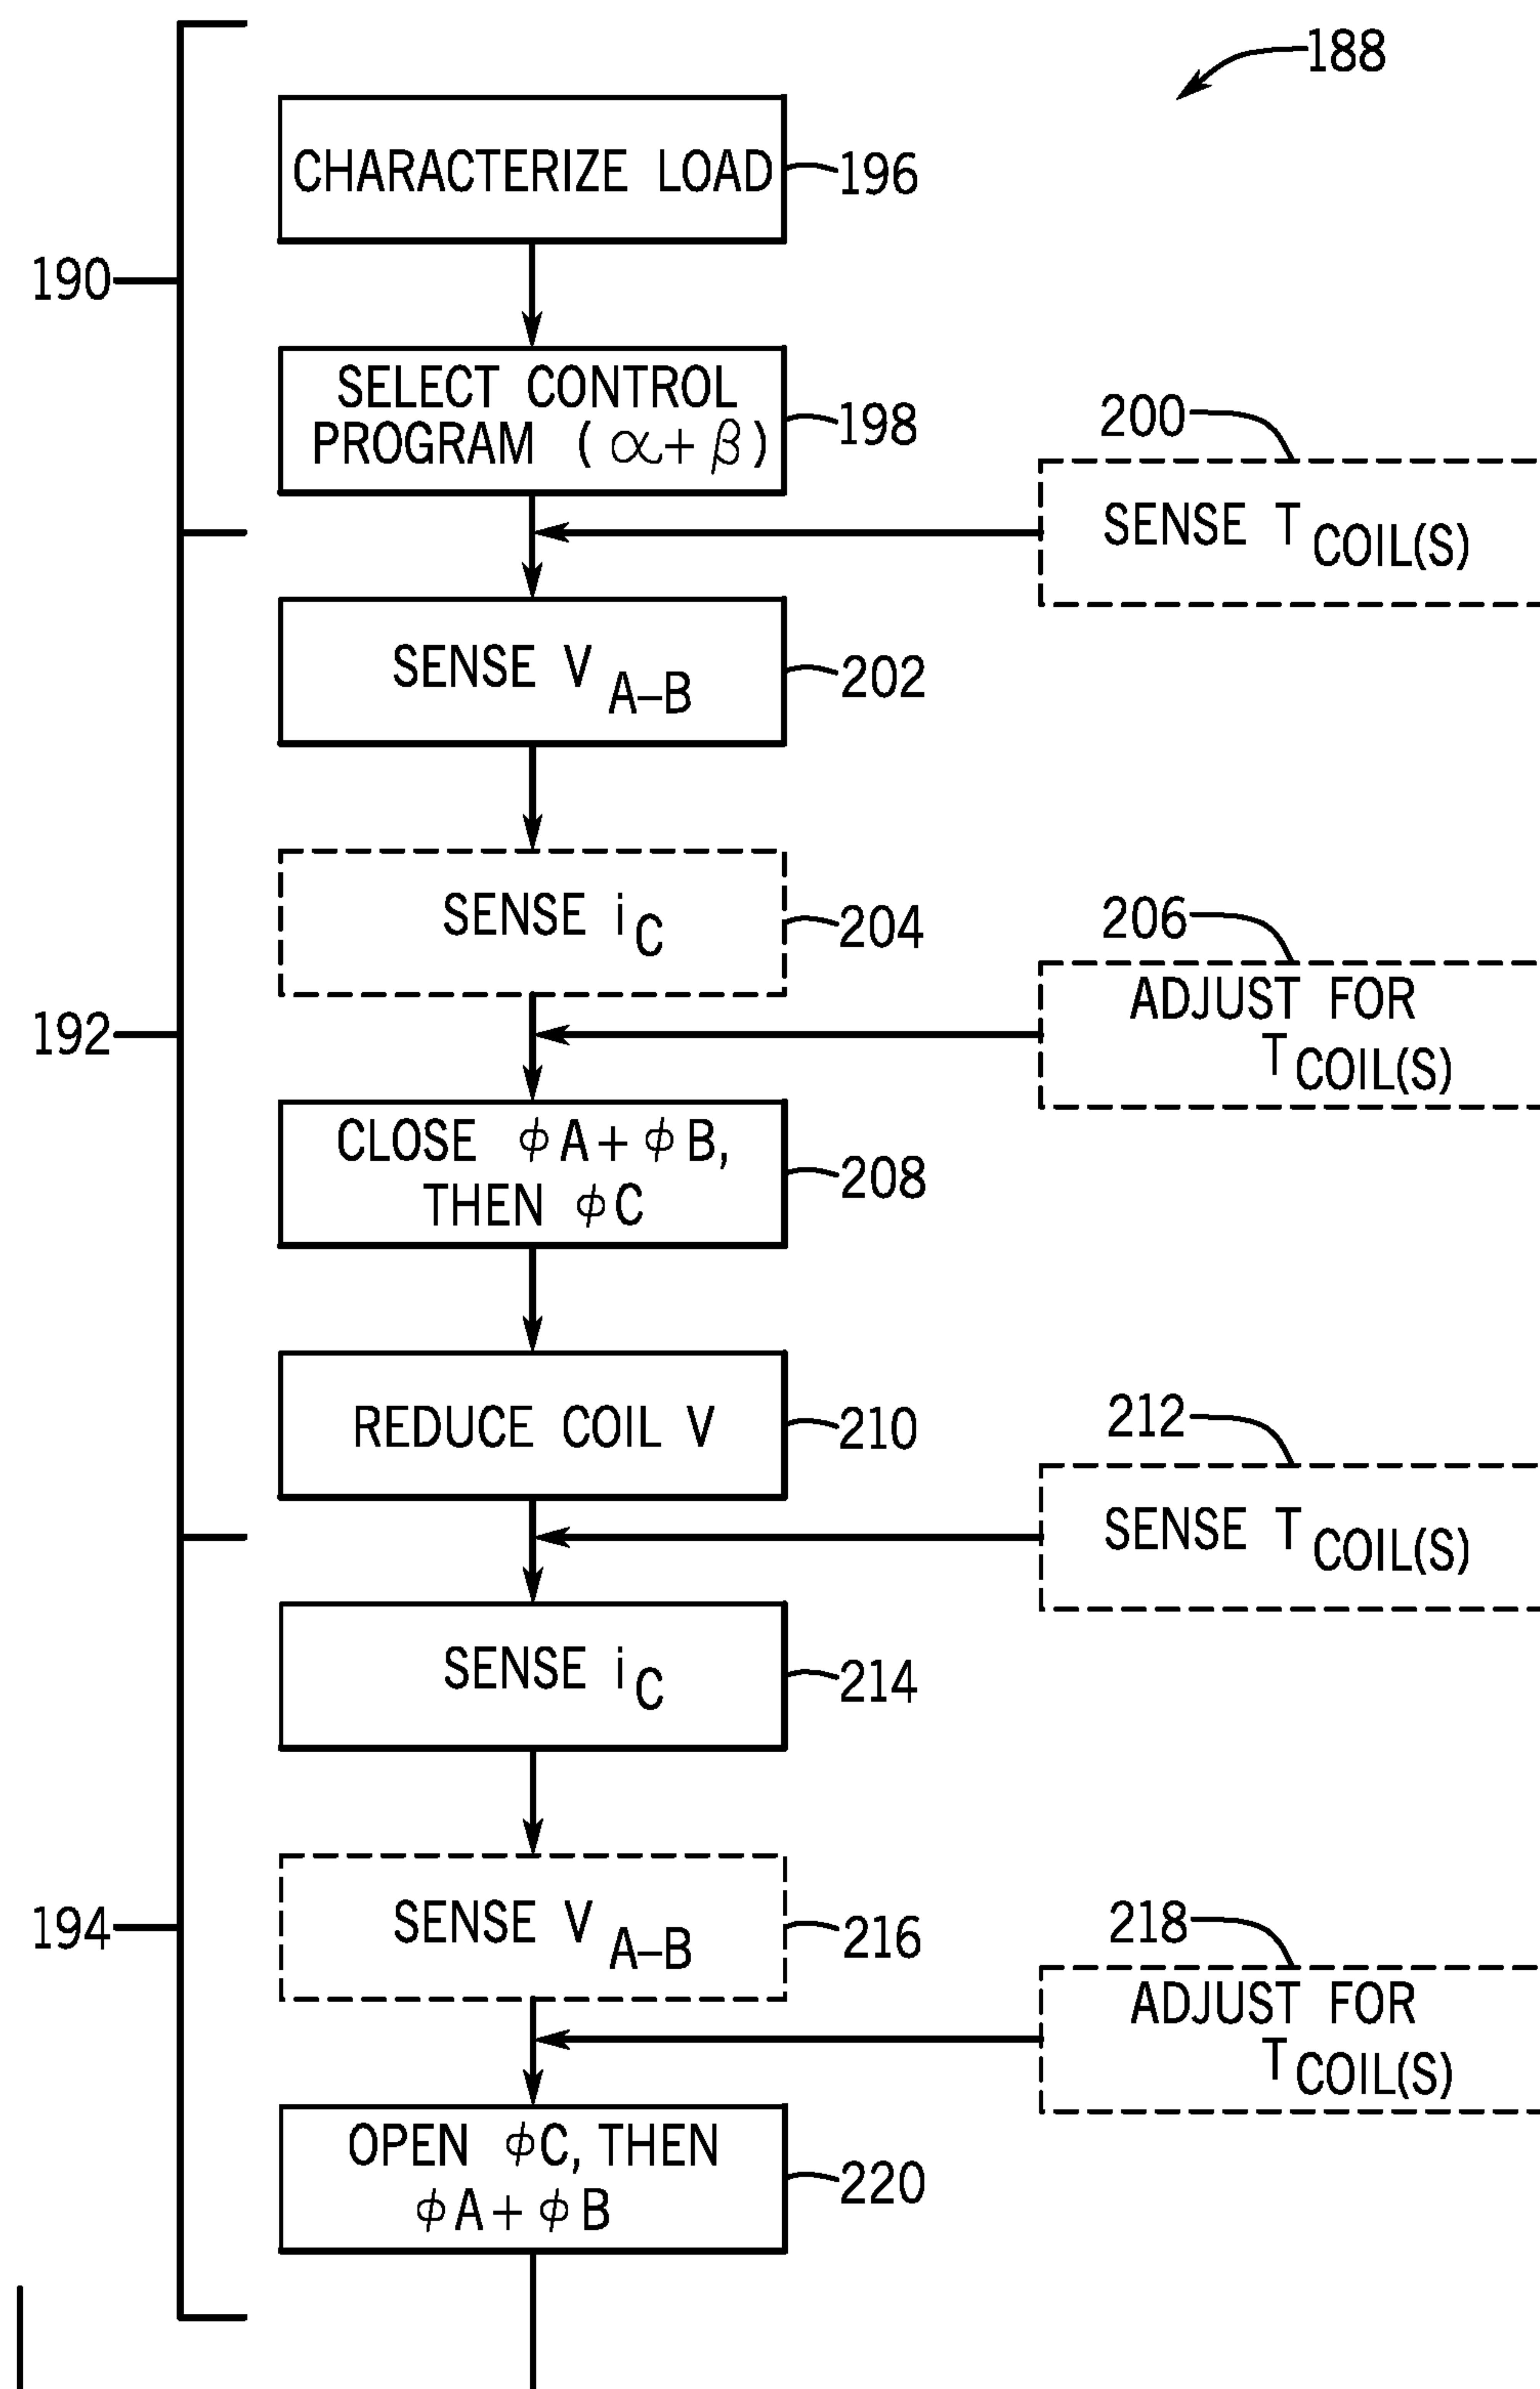 188
CHARACTERIZE LOAD
196
190
SELECT CONTROL
PROGRAM (α+β)
198
200
SENSE T COIL(S)
SENSE V A–B
202
SENSE iC
204
206
ADJUST FOR
T COIL(S)
192
CLOSE ϕA+ϕB,
THEN ϕC
208
REDUCE COIL V
210
212
SENSE T COIL(S)
SENSE iC
214
SENSE V A–B
216
194
218
ADJUST FOR
T COIL(S)
OPEN ϕC, THEN
ϕA+ϕB
220